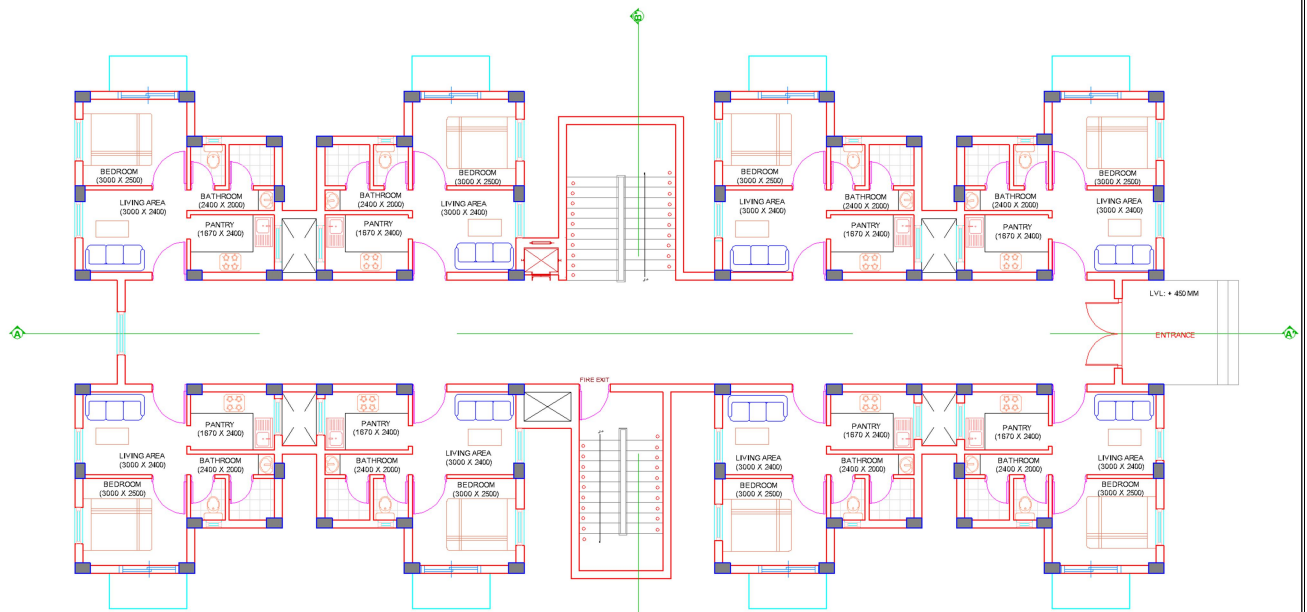 B
BEDROOM
(3000 X 2500)
LIVING AREA
(3000 X 2400)
BATHROOM
(2400 X 2000)
PANTRY
(1670 X 2400)
BATHROOM
(2400 X 2000)
PANTRY
(1670 X 2400)
BEDROOM
(3000 X 2500)
LIVING AREA
(3000 X 2400)
BEDROOM
(3000 X 2500)
LIVING AREA
(3000 X 2400)
BATHROOM
(2400 X 2000)
PANTRY
(1670 X 2400)
BATHROOM
(2400 X 2000)
PANTRY
(1670 X 2400)
BEDROOM
(3000 X 2500)
LIVING AREA
(3000 X 2400)
LVL: + 450 MM
A
ENTRANCE
A'
FIRE EXIT
PANTRY
(1670 X 2400)
LIVING AREA
(3000 X 2400)
BATHROOM
(2400 X 2000)
BEDROOM
(3000 X 2500)
PANTRY
(1670 X 2400)
BATHROOM
(2400 X 2000)
LIVING AREA
(3000 X 2400)
BEDROOM
(3000 X 2500)
PANTRY
(1670 X 2400)
LIVING AREA
(3000 X 2400)
BATHROOM
(2400 X 2000)
BEDROOM
(3000 X 2500)
PANTRY
(1670 X 2400)
BATHROOM
(2400 X 2000)
LIVING AREA
(3000 X 2400)
BEDROOM
(3000 X 2500)